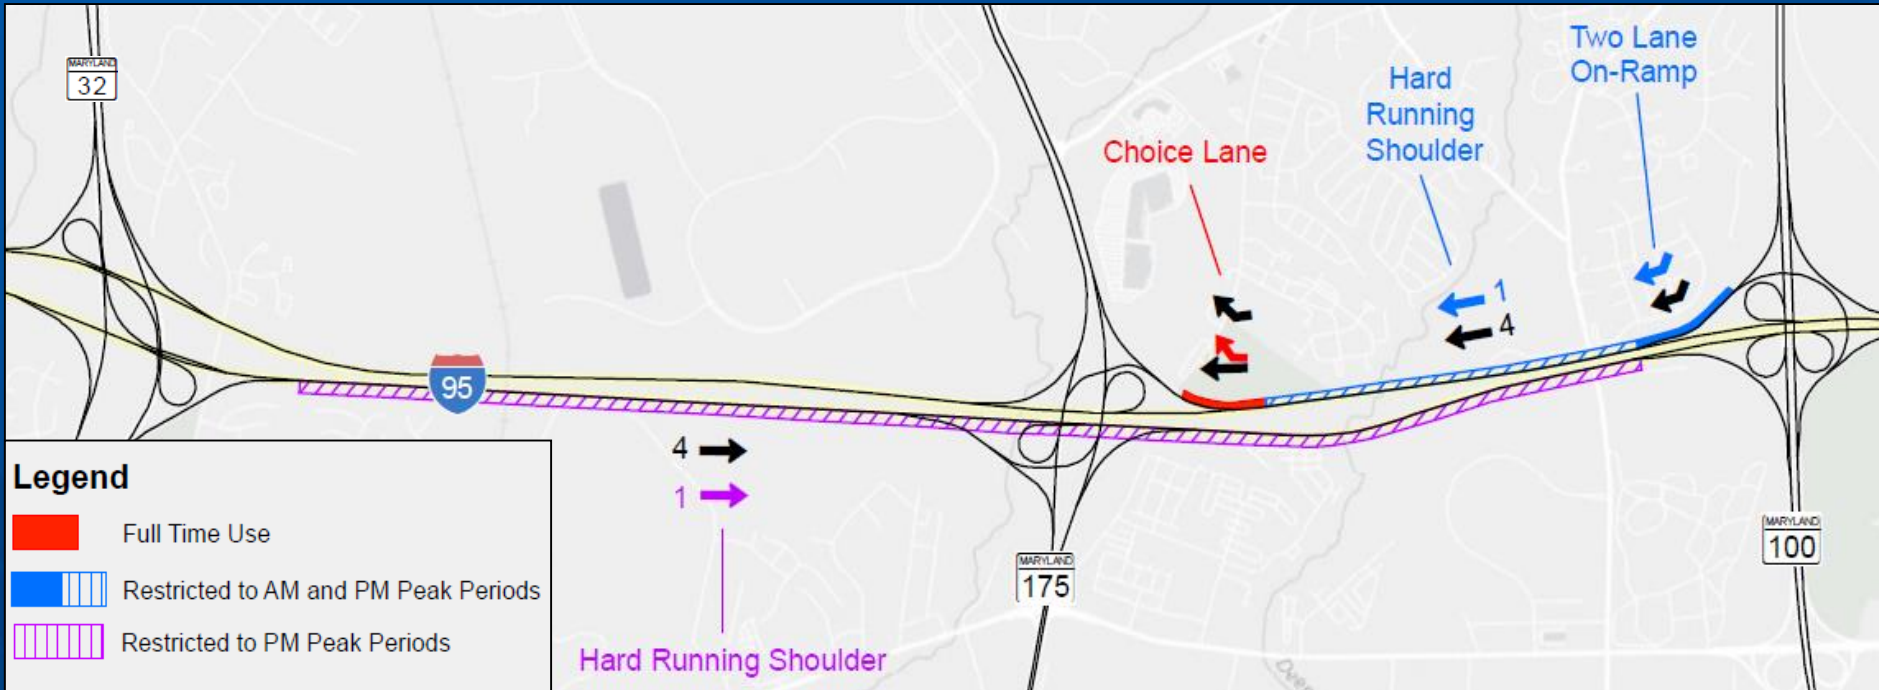 MARYLAND
32
Two Lane
On-Ramp
Hard
Running
Shoulder
Choice Lane
1
4
95
4
1
MARYLAND
175
MARYLAND
100
Hard Running Shoulder
Legend
Full Time Use
Restricted to AM and PM Peak Periods
Restricted to PM Peak Periods